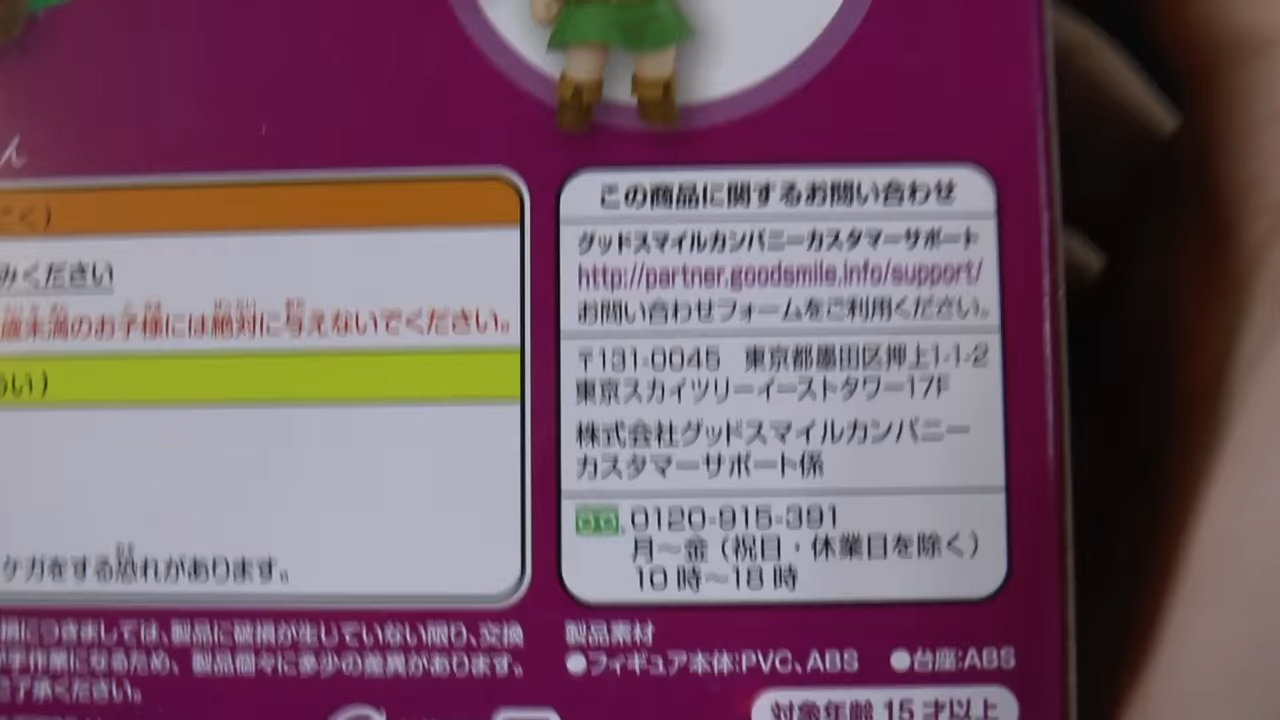 ん
ごく)
みください
歳未満のお子様には絶対に与えないでください。
い)
ケガをする恐れがあります。
損につきましては、製品に破損が生じていない限り、交換
手作業になるため、製品個々に多少の差異があります。
ご了承ください。
この商品に関するお問い合わせ
グッドスマイルカンパニーカスタマーサポート
http://partner.goodsmile.info/support/
お問い合わせフォームをご利用ください。
〒131-0045 東京都墨田区押上1-1-2
東京スカイツリーイーストタワー17F
株式会社グッドスマイルカンパニー
カスタマーサポート係
0120-915-391
月～金(祝日・休業日を除く)
10時～18時
製品素材
●フィギュア本体:PVC、ABS ●台座:ABS
対象年齢15才以上